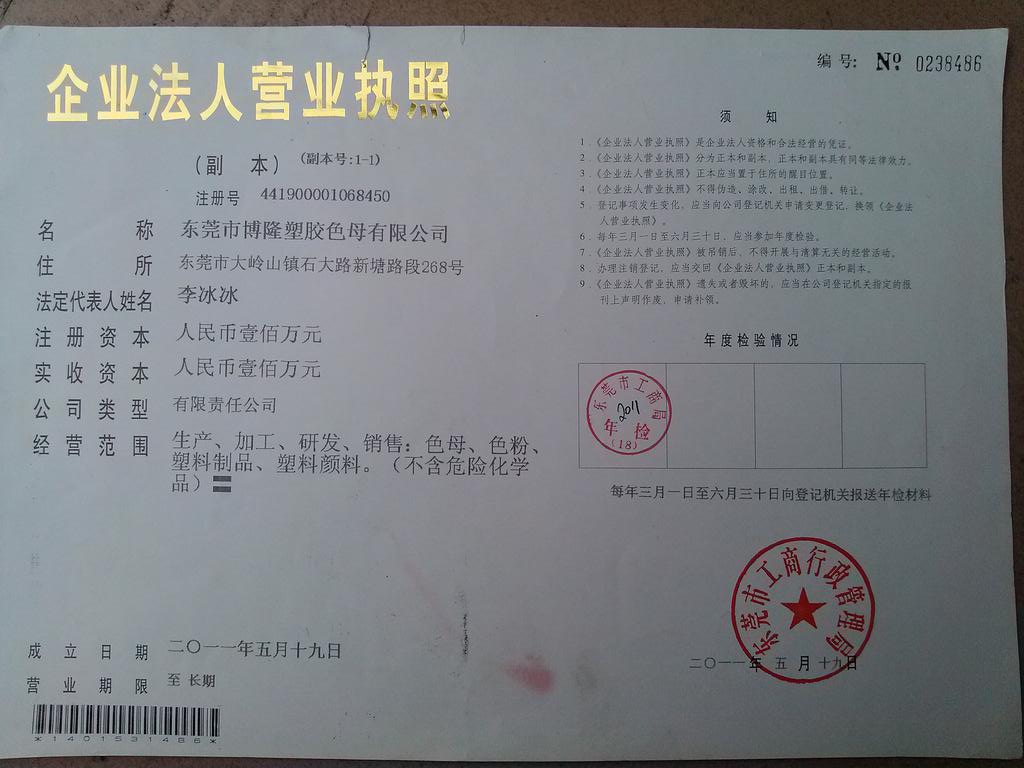 企业法人营业执照
（副 本）（副本号:1-1）
注册号 441900001068450
名 称 东莞市博隆塑胶色母有限公司
住 所 东莞市大岭山镇石大路新塘路段268号
法定代表人姓名 李冰冰
注 册 资 本 人民币壹佰万元
实 收 资 本 人民币壹佰万元
公 司 类 型 有限责任公司
经 营 范 围 生产、加工、研发、销售：色母、色粉、
塑料制品、塑料颜料。（不含危险化学
品）
成 立 日 期 二〇一一年五月十九日
营 业 期 限 至 长期
*1401531486*
编 号: № 0238486
须 知
1．《企业法人营业执照》是企业法人资格和合法经营的凭证。
2．《企业法人营业执照》分为正本和副本，正本和副本具有同等法律效力。
3．《企业法人营业执照》正本应当置于住所的醒目位置。
4．《企业法人营业执照》不得伪造、涂改、出租、出借、转让。
5．登记事项发生变化，应当向公司登记机关申请变更登记，换领《企业法
人营业执照》。
6．每年三月一日至六月三十日，应当参加年度检验。
7．《企业法人营业执照》被吊销后，不得开展与清算无关的经营活动。
8．办理注销登记，应当交回《企业法人营业执照》正本和副本。
9．《企业法人营业执照》遗失或者毁坏的，应当在公司登记机关指定的报
刊上声明作废，申请补领。
年度检验情况
东莞市工商局
2011
年 检
(18)
每年三月一日至六月三十日向登记机关报送年检材料
东莞市工商行政管理局
二〇一一年 五 月 十九日